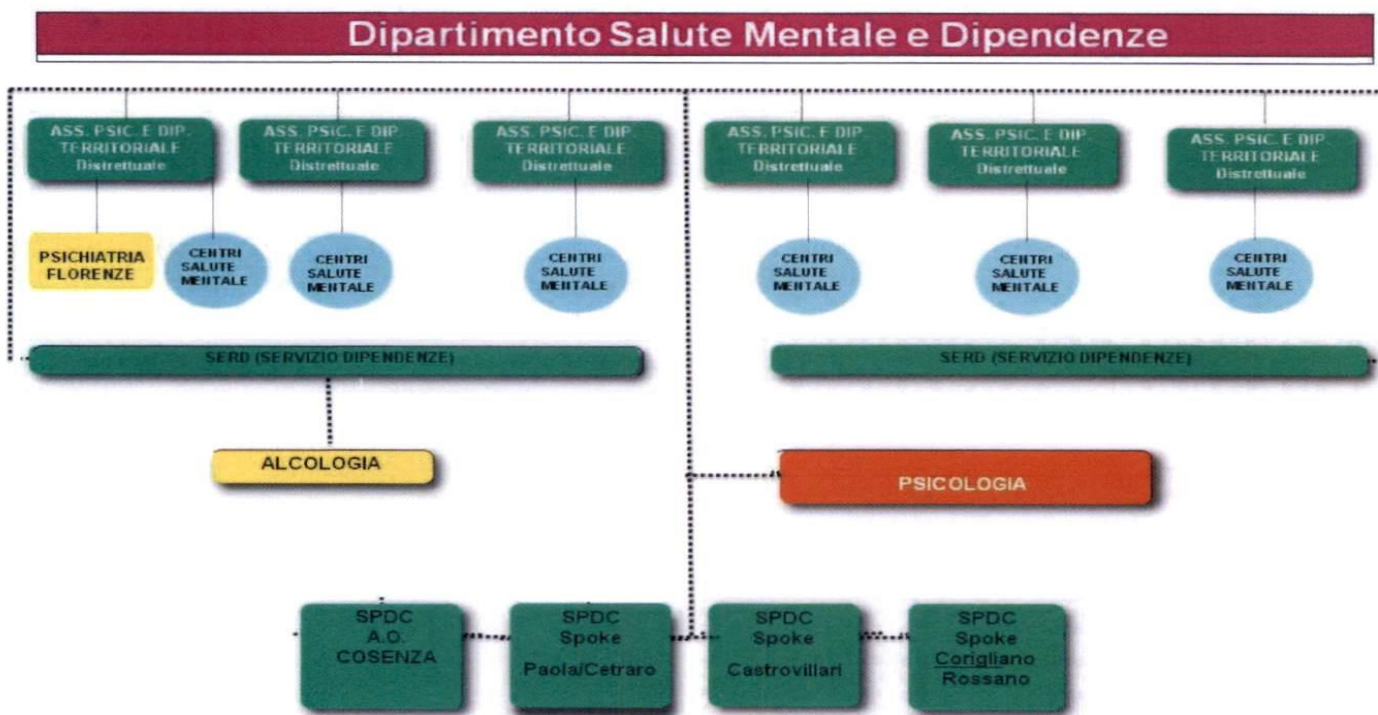 Dipartimento Salute Mentale e Dipendenze
ASS. PSIC. E DIP.
TERRITORIALE
Distrettuale
ASS. PSIC. E DIP.
TERRITORIALE
Distrettuale
ASS. PSIC. E DIP.
TERRITORIALE
Distrettuale
ASS. PSIC. E DIP.
TERRITORIALE
Distrettuale
ASS. PSIC. E DIP.
TERRITORIALE
Distrettuale
ASS. PSIC. E DIP.
TERRITORIALE
Distrettuale
PSICHIATRIA
FLORENZE
CENTRI
SALUTE
MENTALE
CENTRI
SALUTE
MENTALE
CENTRI
SALUTE
MENTALE
CENTRI
SALUTE
MENTALE
CENTRI
SALUTE
MENTALE
CENTRI
SALUTE
MENTALE
SERD (SERVIZIO DIPENDENZE)
SERD (SERVIZIO DIPENDENZE)
ALCOLOGIA
PSICOLOGIA
SPDC
A.O.
COSENZA
SPDC
Spoke
Paola/Cetraro
SPDC
Spoke
Castrovillari
SPDC
Spoke
Corigliano
Rossano